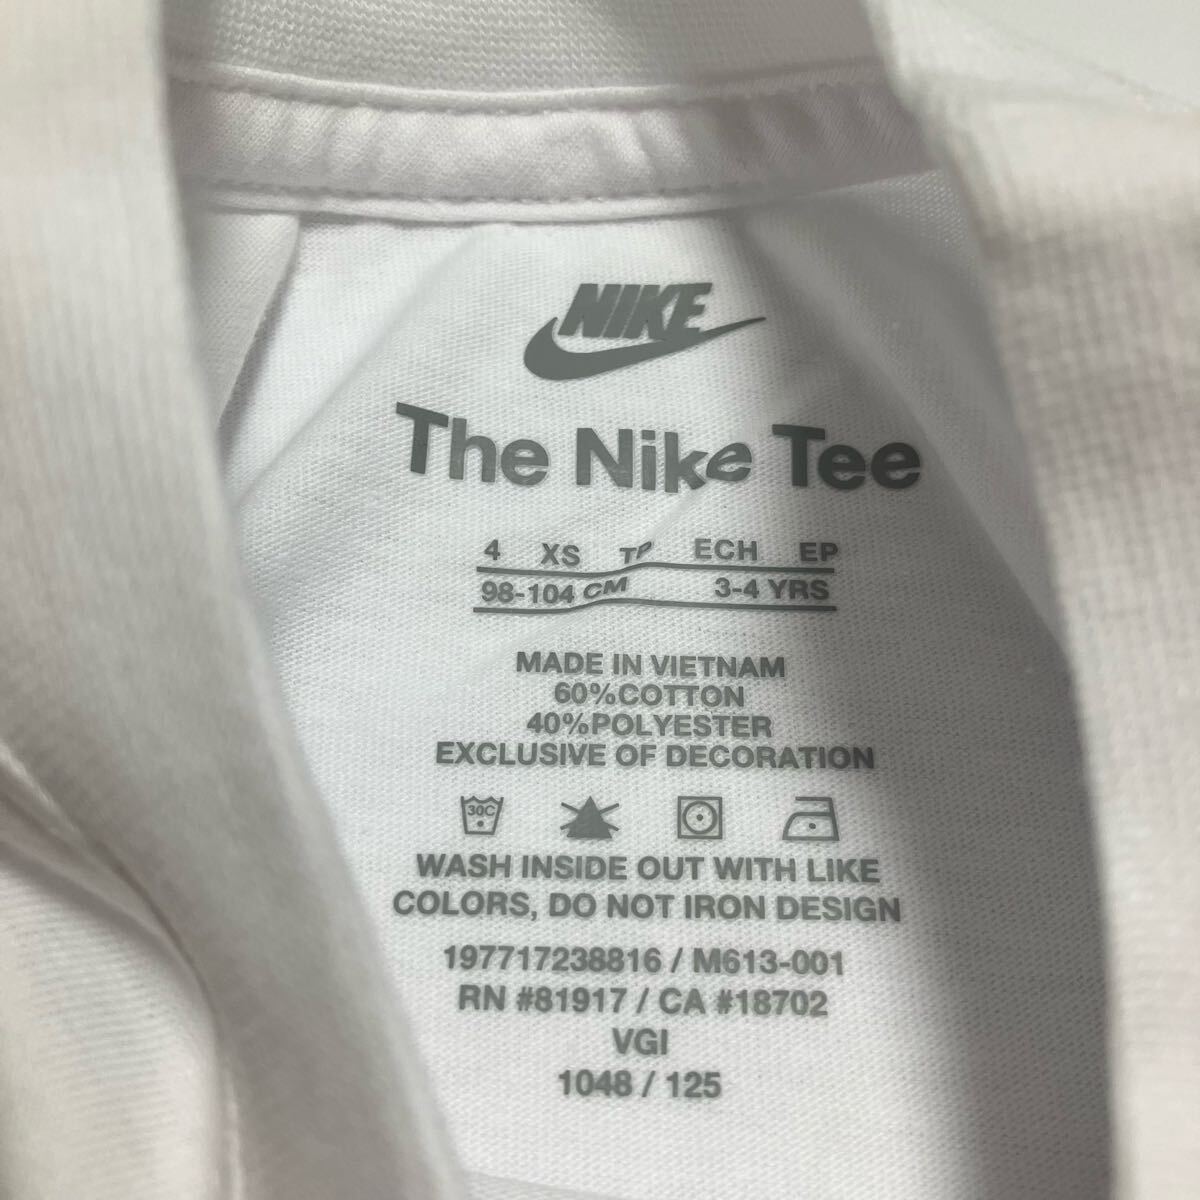 NIKE
The Nike Tee
4 XS TP ECH EP
98-104 CM 3-4 YRS
MADE IN VIETNAM
60%COTTON
40%POLYESTER
EXCLUSIVE OF DECORATION
30C
WASH INSIDE OUT WITH LIKE
COLORS, DO NOT IRON DESIGN
197717238816 / M613-001
RN #81917 / CA #18702
VGI
1048 / 125